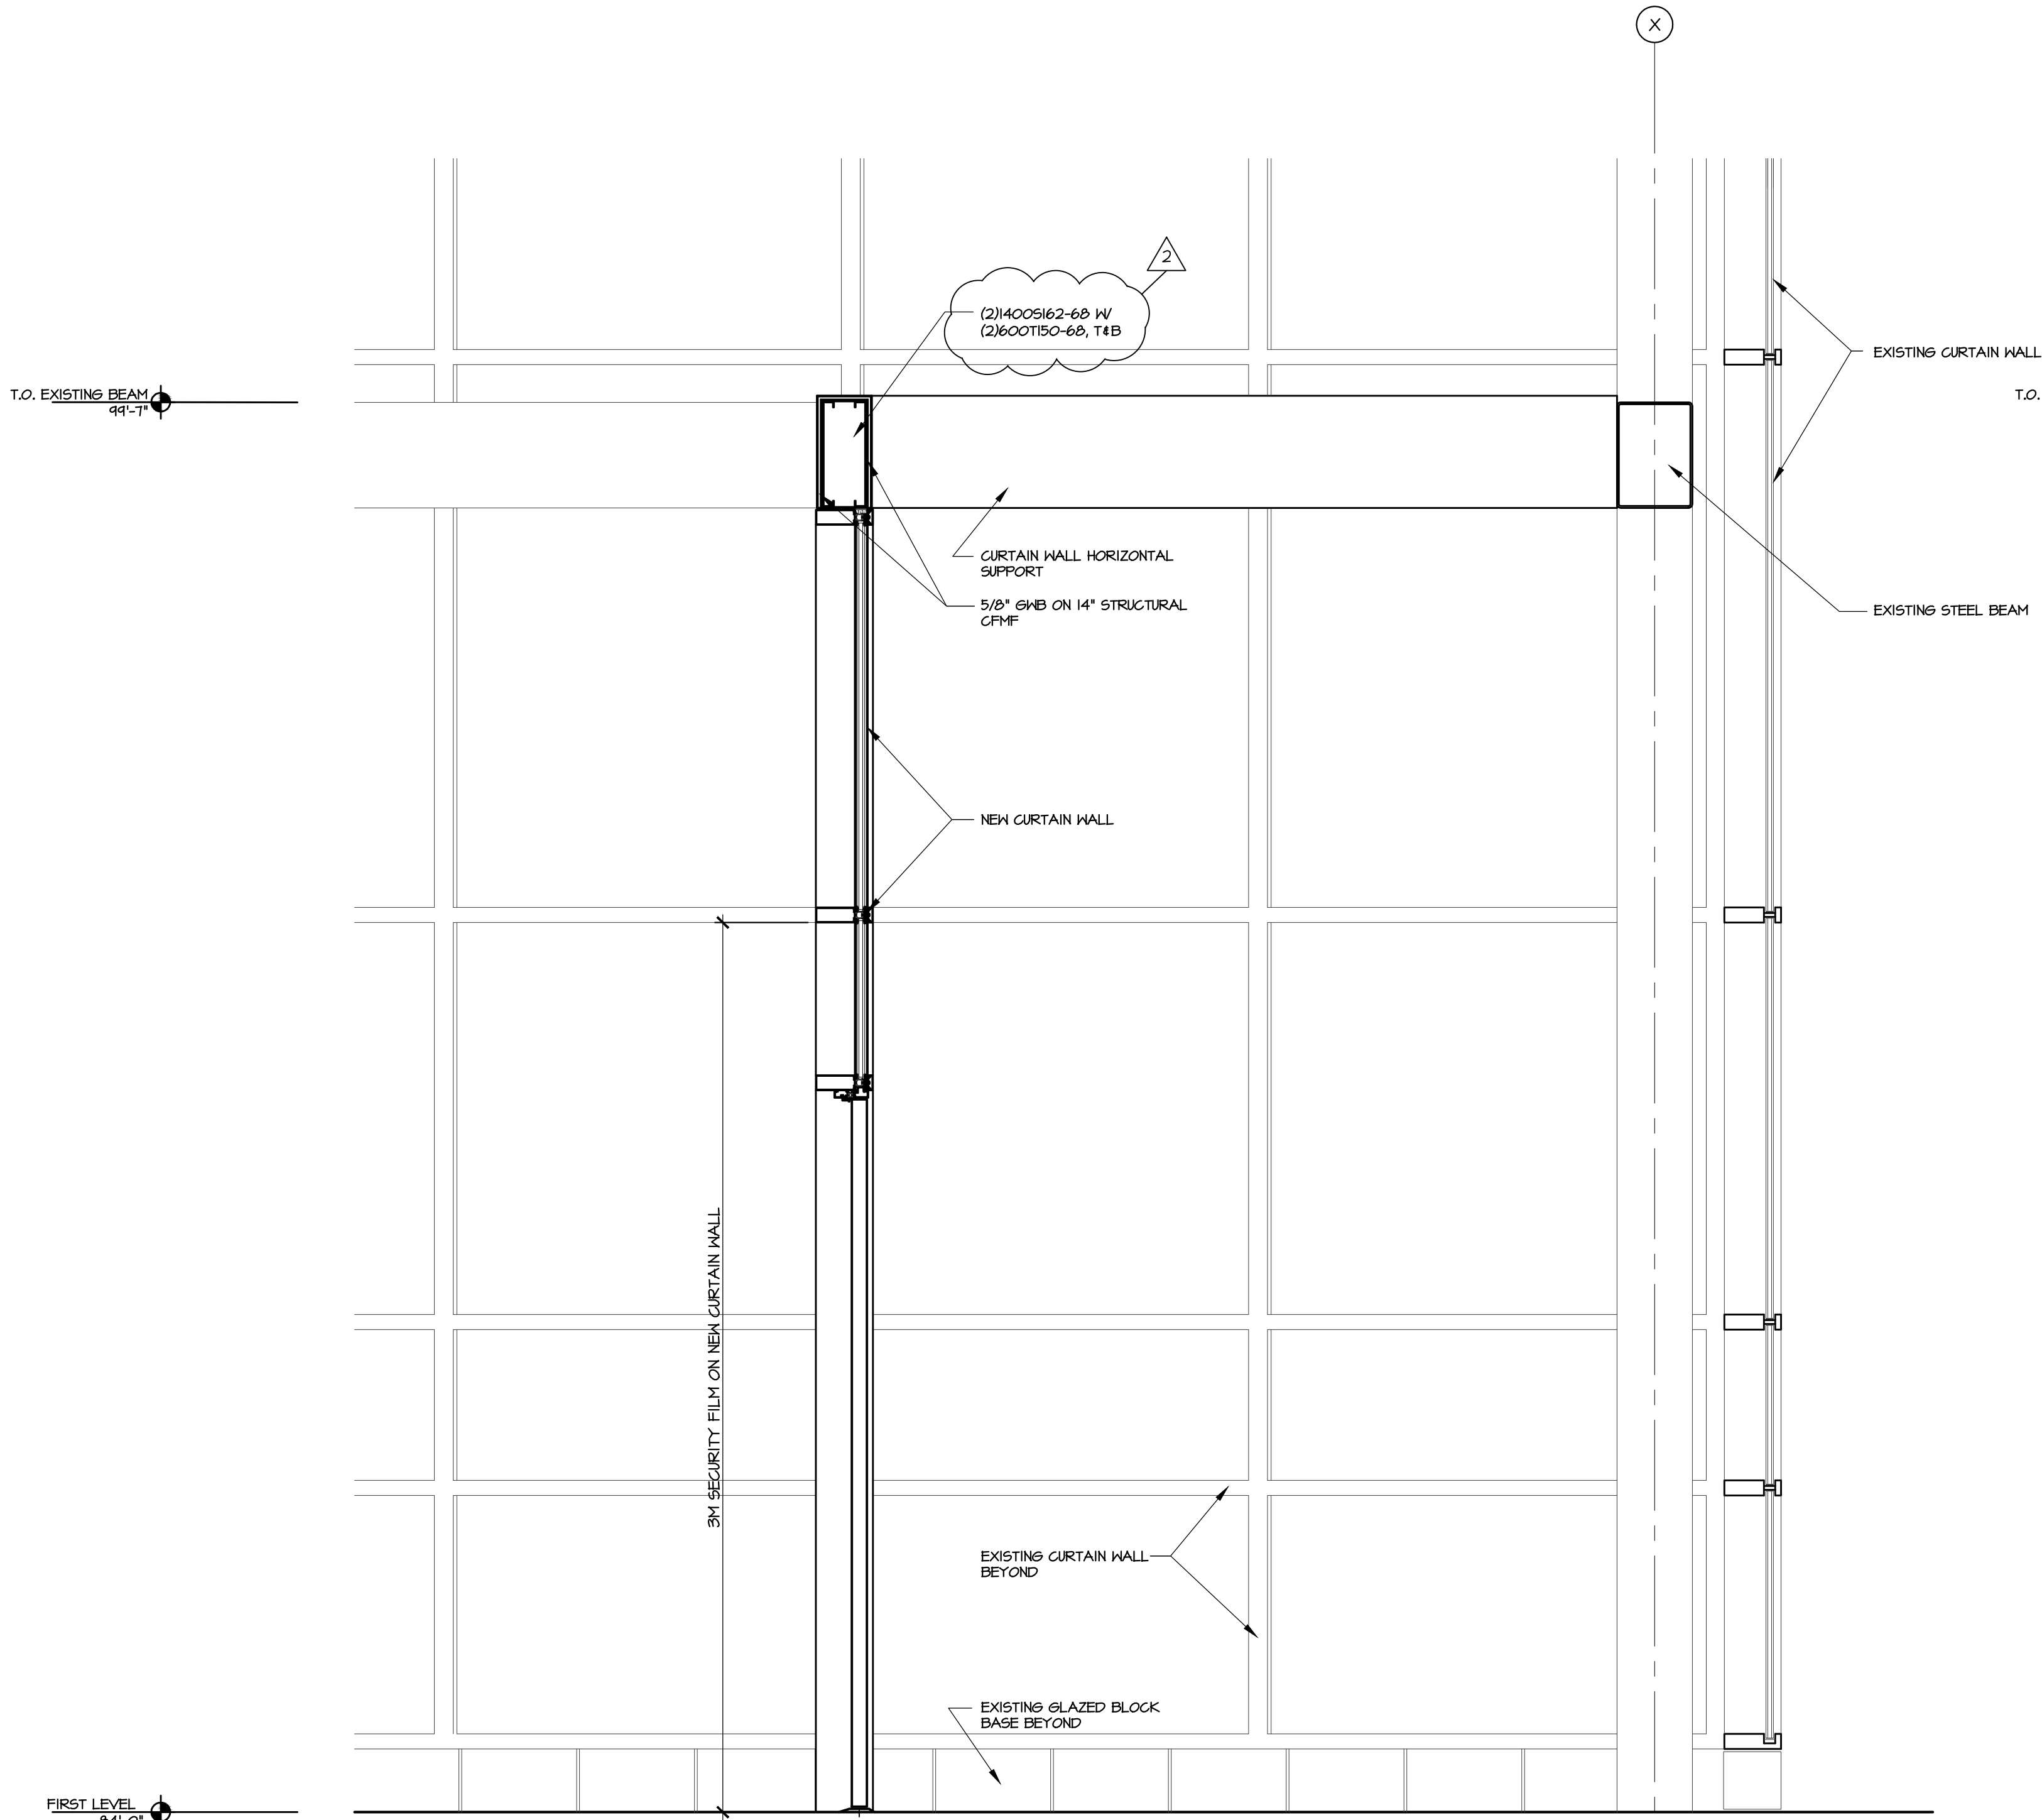 X
2
(2)1400S162-68 W/
(2)600T150-68, T&B
EXISTING CURTAIN WALL
T.O. EXISTING BEAM
99'-7"
T.O.
CURTAIN WALL HORIZONTAL
SUPPORT
5/8" GWB ON 14" STRUCTURAL
CFMF
EXISTING STEEL BEAM
NEW CURTAIN WALL
3M SECURITY FILM ON NEW CURTAIN WALL
EXISTING CURTAIN WALL
BEYOND
EXISTING GLAZED BLOCK
BASE BEYOND
FIRST LEVEL
84'-0"